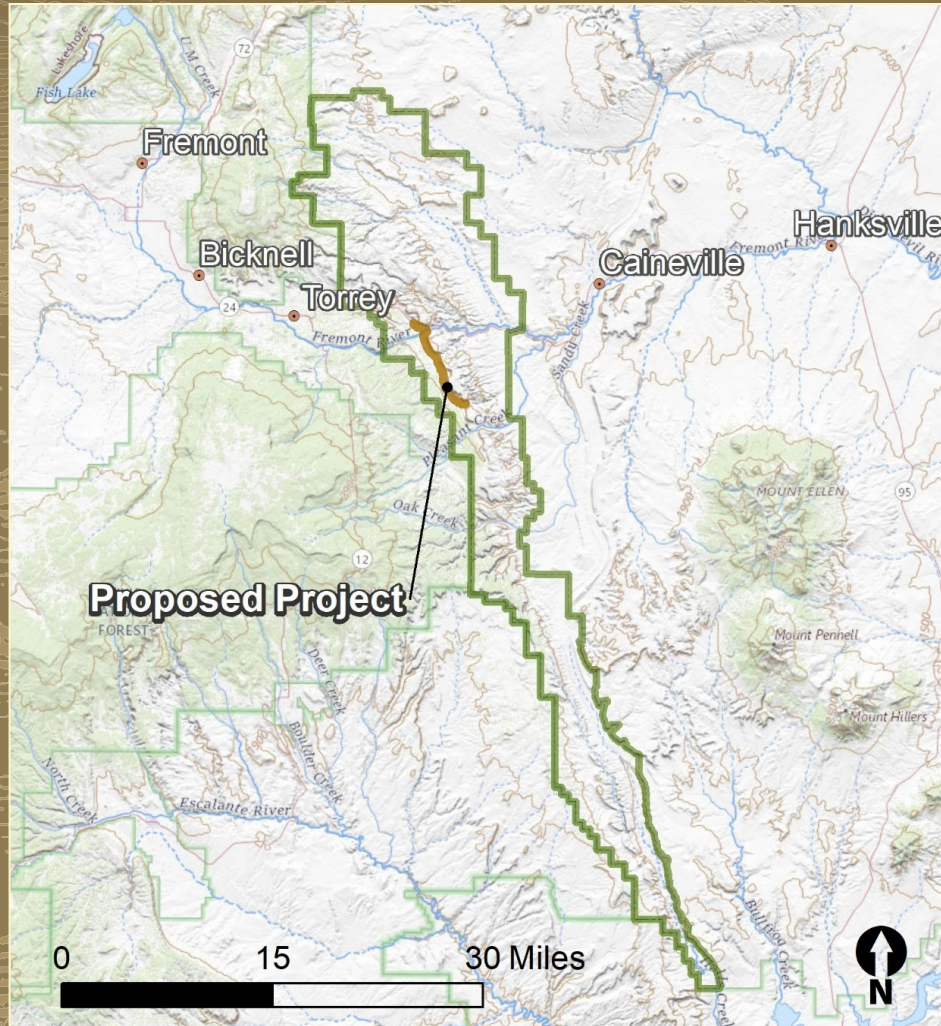 72
Lakeshore
U M Creek
Fish Lake
Fremont
Hanksville
Fremont
Bicknell
Caineville
Torrey
24
Fremont River
Sandy Creek
Pleasant Creek
MOUNT ELLEN
95
Oak Creek
12
Proposed Project
FOREST
Mount Pennell
Deer Creek
Mount Hillers
Boulder Creek
North Creek
Escalante River
Bullfrog Creek
0 15 30 Miles
Creek
N